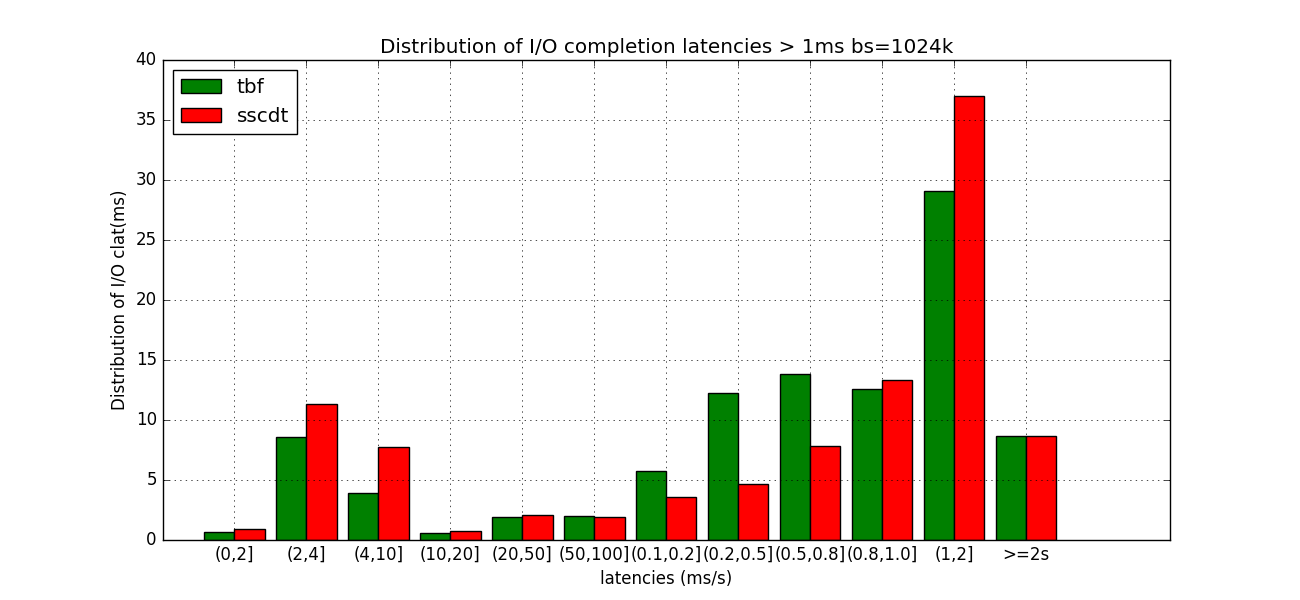 Distribution of I/O completion latencies > 1ms bs=1024k
tbf
sscdt
Distribution of I/O clat(ms)
40
35
30
25
20
15
10
5
0
(0,2] (2,4] (4,10] (10,20] (20,50] (50,100] (0.1,0.2] (0.2,0.5] (0.5,0.8] (0.8,1.0] (1,2] >=2s
latencies (ms/s)